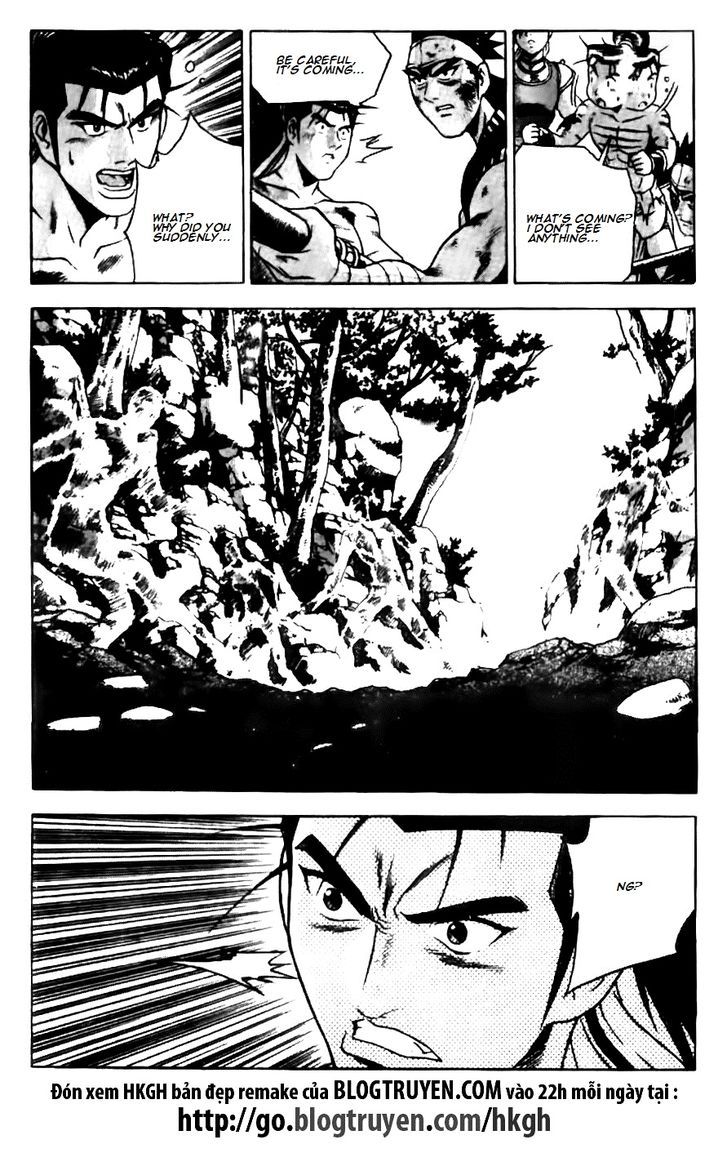 WHAT?
WHY DID YOU
SUDDENLY...
BE CAREFUL,
IT'S COMING...
WHAT'S COMING?
I DON'T SEE
ANYTHING...
NG?
Đón xem HKGH bản đẹp remake của BLOGTRUYEN.COM vào 22h mỗi ngày tại :
http://go.blogtruyen.com/hkgh